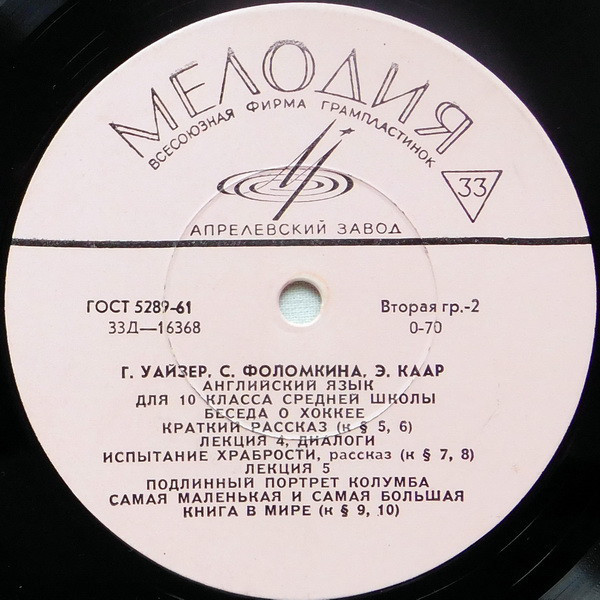 МЕЛОДИЯ
ВСЕСОЮЗНАЯ ФИРМА ГРАМПЛАСТИНОК
33
АПРЕЛЕВСКИЙ ЗАВОД
ГОСТ 5289-61 Вторая гр.-2
33Д—16368 0-70
Г. УАЙЗЕР, С. ФОЛОМКИНА, Э. КААР
АНГЛИЙСКИЙ ЯЗЫК
ДЛЯ 10 КЛАССА СРЕДНЕЙ ШКОЛЫ
БЕСЕДА О ХОККЕЕ
КРАТКИЙ РАССКАЗ (к § 5, 6)
ЛЕКЦИЯ 4, ДИАЛОГИ
ИСПЫТАНИЕ ХРАБРОСТИ, рассказ (к § 7, 8)
ЛЕКЦИЯ 5
ПОДЛИННЫЙ ПОРТРЕТ КОЛУМБА
САМАЯ МАЛЕНЬКАЯ И САМАЯ БОЛЬШАЯ
КНИГА В МИРЕ (к § 9, 10)